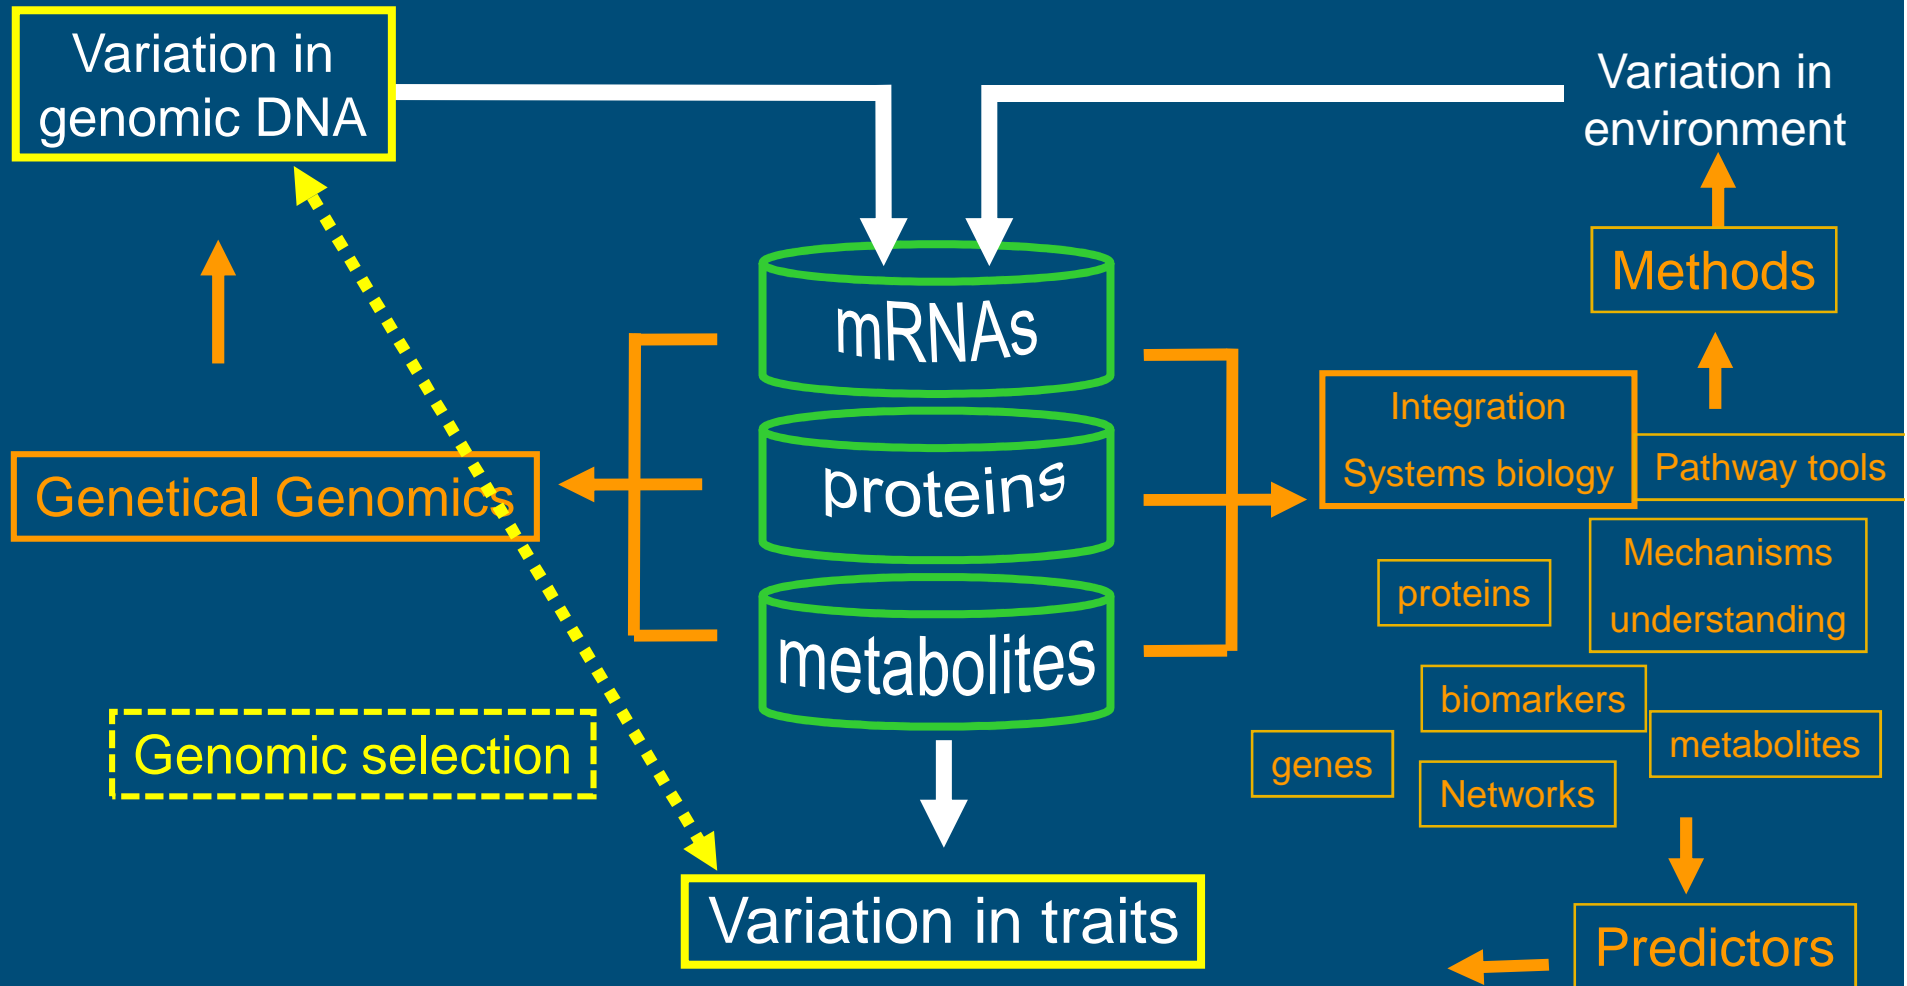 Variation in
genomic DNA
Variation in
environment
Methods
mRNAs
Integration
Systems biology
Pathway tools
Genetical Genomics
proteins
Mechanisms
understanding
proteins
metabolites
biomarkers
metabolites
genes
Networks
Genomic selection
Variation in traits
Predictors